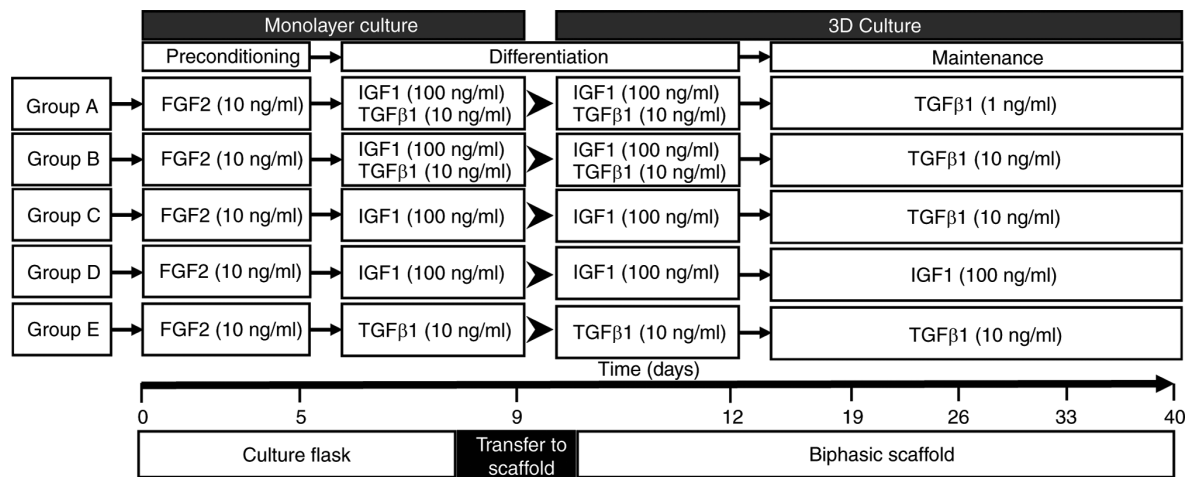 Monolayer culture
3D Culture
Preconditioning
Differentiation
Maintenance
Group A
FGF2 (10 ng/ml)
IGF1 (100 ng/ml)
TGFβ1 (10 ng/ml)
IGF1 (100 ng/ml)
TGFβ1 (10 ng/ml)
TGFβ1 (1 ng/ml)
Group B
FGF2 (10 ng/ml)
IGF1 (100 ng/ml)
TGFβ1 (10 ng/ml)
IGF1 (100 ng/ml)
TGFβ1 (10 ng/ml)
TGFβ1 (10 ng/ml)
Group C
FGF2 (10 ng/ml)
IGF1 (100 ng/ml)
IGF1 (100 ng/ml)
TGFβ1 (10 ng/ml)
Group D
FGF2 (10 ng/ml)
IGF1 (100 ng/ml)
IGF1 (100 ng/ml)
IGF1 (100 ng/ml)
Group E
FGF2 (10 ng/ml)
TGFβ1 (10 ng/ml)
TGFβ1 (10 ng/ml)
TGFβ1 (10 ng/ml)
Time (days)
0 5 9 12 19 26 33 40
Culture flask
Transfer to
scaffold
Biphasic scaffold